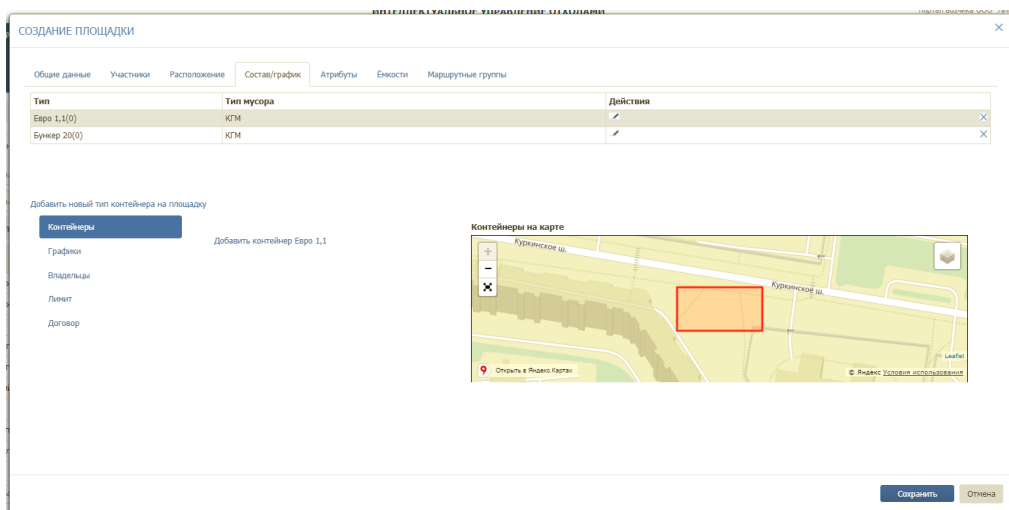 ИНТЕЛЛЕКТУАЛЬНОЕ УПРАВЛЕНИЕ ОТХОДАМИ
СОЗДАНИЕ ПЛОЩАДКИ
Общие данные Участники Расположение Состав/график Атрибуты Ёмкости Маршрутные группы
Тип Тип мусора Действия
Евро 1,1(0) КГМ
Бункер 20(0) КГМ
Добавить новый тип контейнера на площадку
Контейнеры
Графики
Владельцы
Лимит
Договор
Добавить контейнер Евро 1,1
Контейнеры на карте
Куркинское ш.
Куркинское ш.
Leaflet
Открыть в Яндекс.Картах
© Яндекс Условия использования
Сохранить Отмена